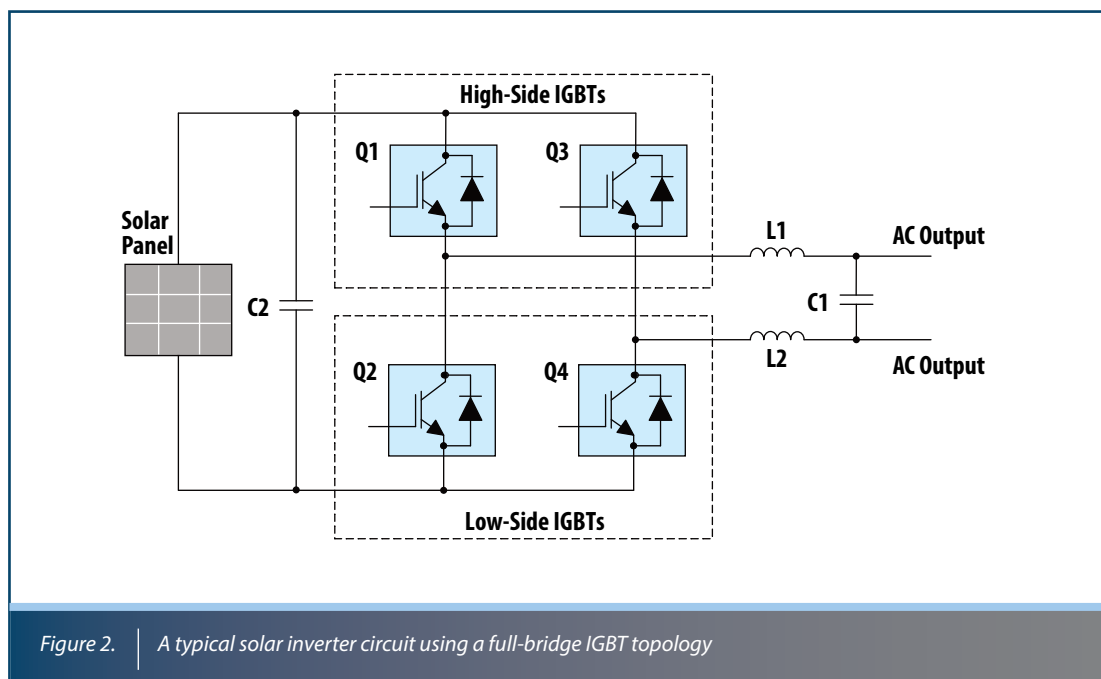 High-Side IGBTs
Q1
Q3
Solar
Panel
C2
L1
AC Output
C1
L2
AC Output
Q2
Q4
Low-Side IGBTs
Figure 2. A typical solar inverter circuit using a full-bridge IGBT topology